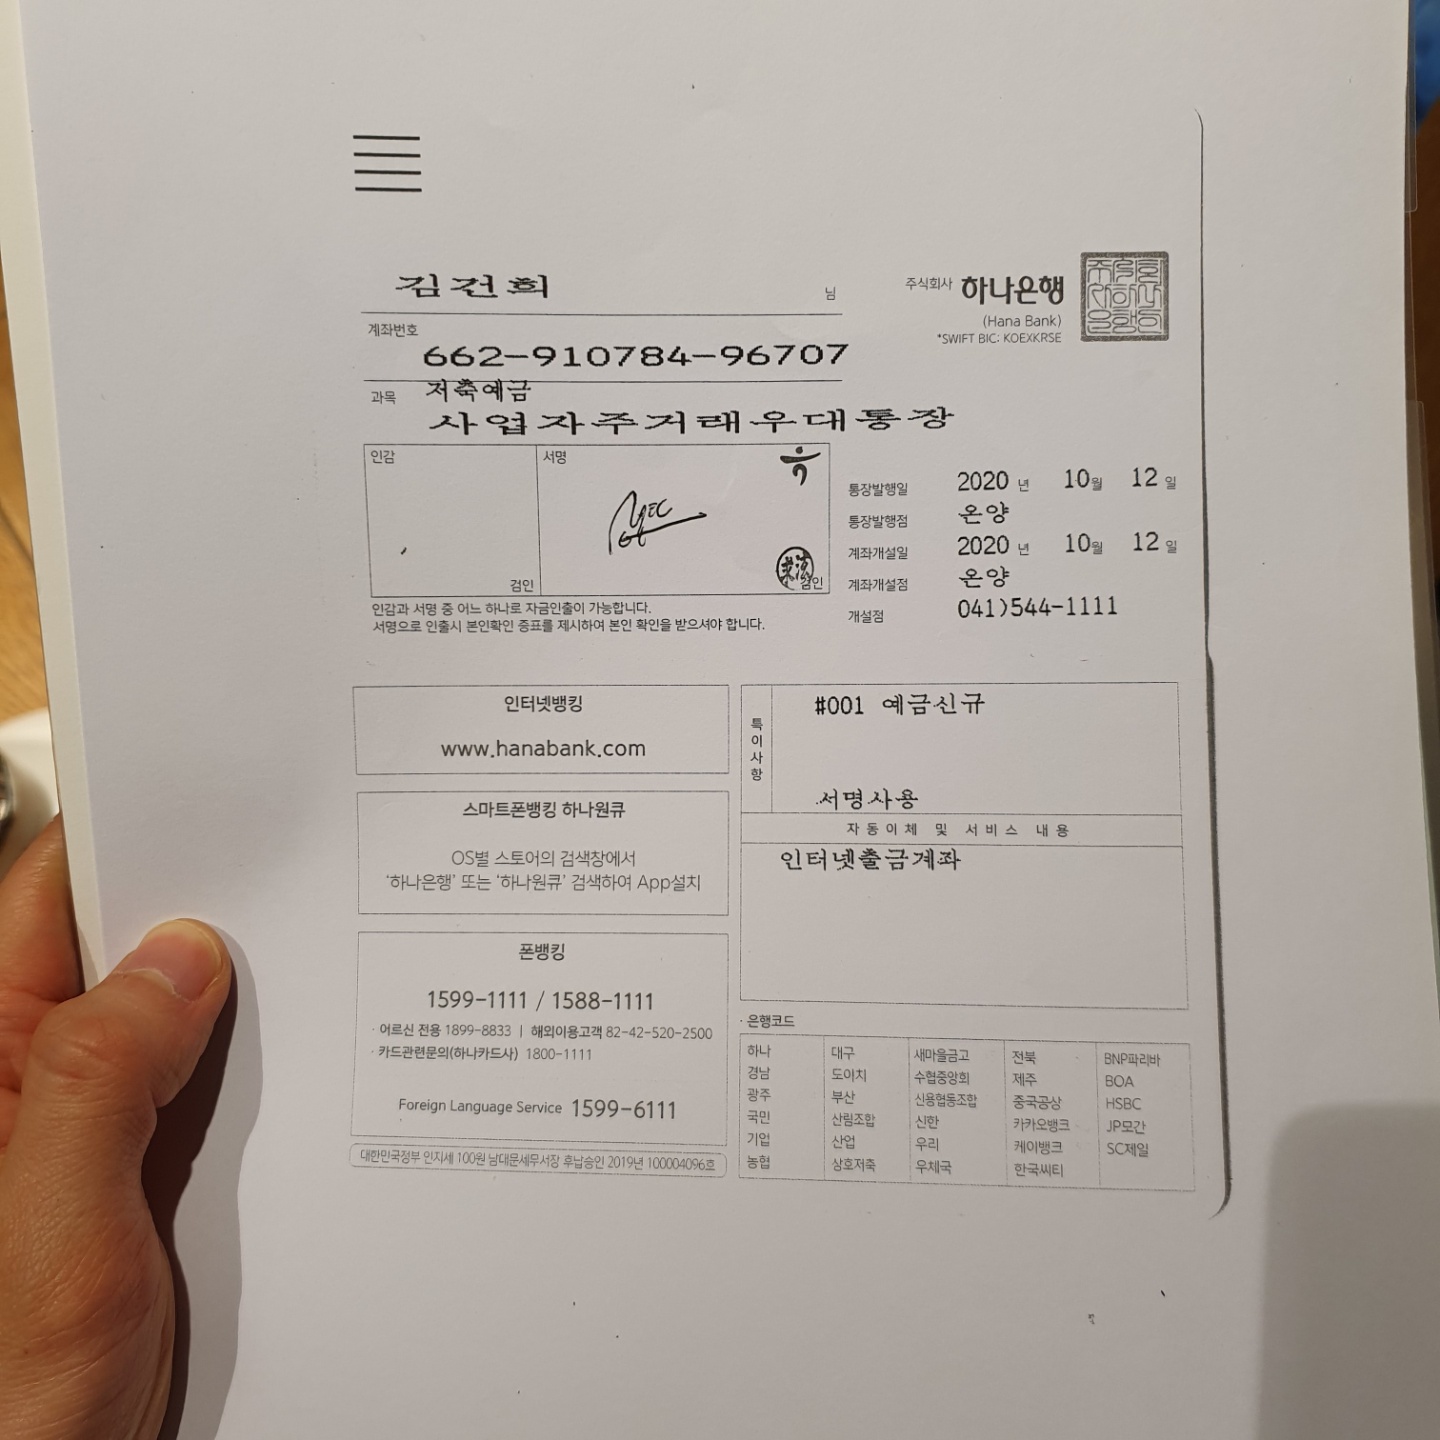 김건희 님
주식회사 하나은행
(Hana Bank)
*SWIFT BIC: KOEXKRSE
계좌번호
662-910784-96707
과목 저축예금
사업자주거래우대통장
인감
검인
서명
검인
인감과 서명 중 어느 하나로 자금인출이 가능합니다.
서명으로 인출시 본인확인 증표를 제시하여 본인 확인을 받으셔야 합니다.
통장발행일 2020 년 10월 12 일
통장발행점 온양
계좌개설일 2020 년 10월 12 일
계좌개설점 온양
개설점 041)544-1111
인터넷뱅킹
www.hanabank.com
스마트폰뱅킹 하나원큐
OS별 스토어의 검색창에서
'하나은행' 또는 '하나원큐' 검색하여 App설치
폰뱅킹
1599-1111 / 1588-1111
· 어르신 전용 1899-8833 | 해외이용고객 82-42-520-2500
· 카드관련문의(하나카드사) 1800-1111
Foreign Language Service 1599-6111
대한민국정부 인지세 100원 남대문세무서장 후납승인 2019년 100004096호
특이사항
#001 예금신규
서명사용
자동이체 및 서비스 내용
인터넷출금계좌
· 은행코드
하나 대구 새마을금고 전북 BNP파리바
경남 도이치 수협중앙회 제주 BOA
광주 부산 신용협동조합 중국공상 HSBC
국민 산림조합 신한 카카오뱅크 JP모간
기업 산업 우리 케이뱅크 SC제일
농협 상호저축 우체국 한국씨티